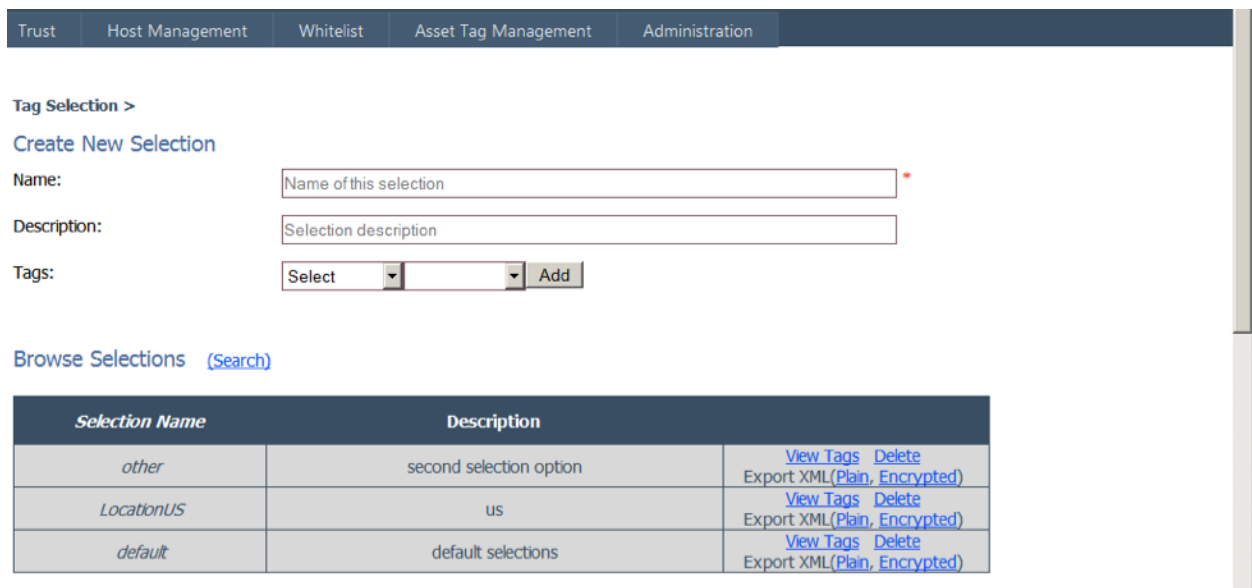 Trust Host Management Whitelist Asset Tag Management Administration
Tag Selection >
Create New Selection
Name: Name of this selection *
Description: Selection description
Tags: Select Add
Browse Selections (Search)
Selection Name Description
other second selection option View Tags Delete
Export XML(Plain, Encrypted)
LocationUS us View Tags Delete
Export XML(Plain, Encrypted)
default default selections View Tags Delete
Export XML(Plain, Encrypted)